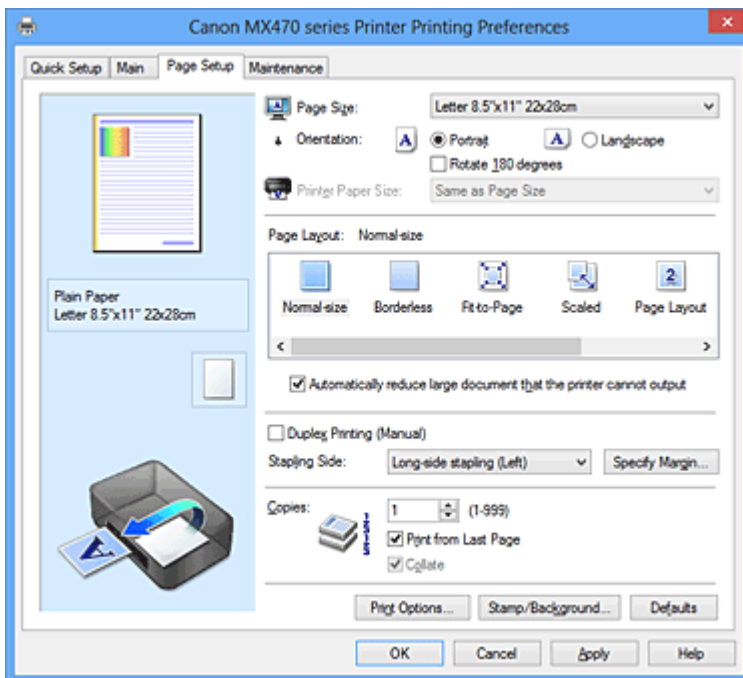 Canon MX470 series Printer Printing Preferences
Quick Setup Main Page Setup Maintenance
Page Size: Letter 8.5"x11" 22x28cm
Orientation: A Portrait A Landscape
Rotate 180 degrees
Printer Paper Size: Same as Page Size
Page Layout: Normal-size
Normal-size Borderless Fit-to-Page Scaled Page Layout
Plain Paper
Letter 8.5"x11" 22x28cm
Automatically reduce large document that the printer cannot output
Duplex Printing (Manual)
Stapling Side: Long-side stapling (Left) Specify Margin...
Copies: 1 (1-999)
Print from Last Page
Collate
Print Options... Stamp/Background... Defaults
OK Cancel Apply Help